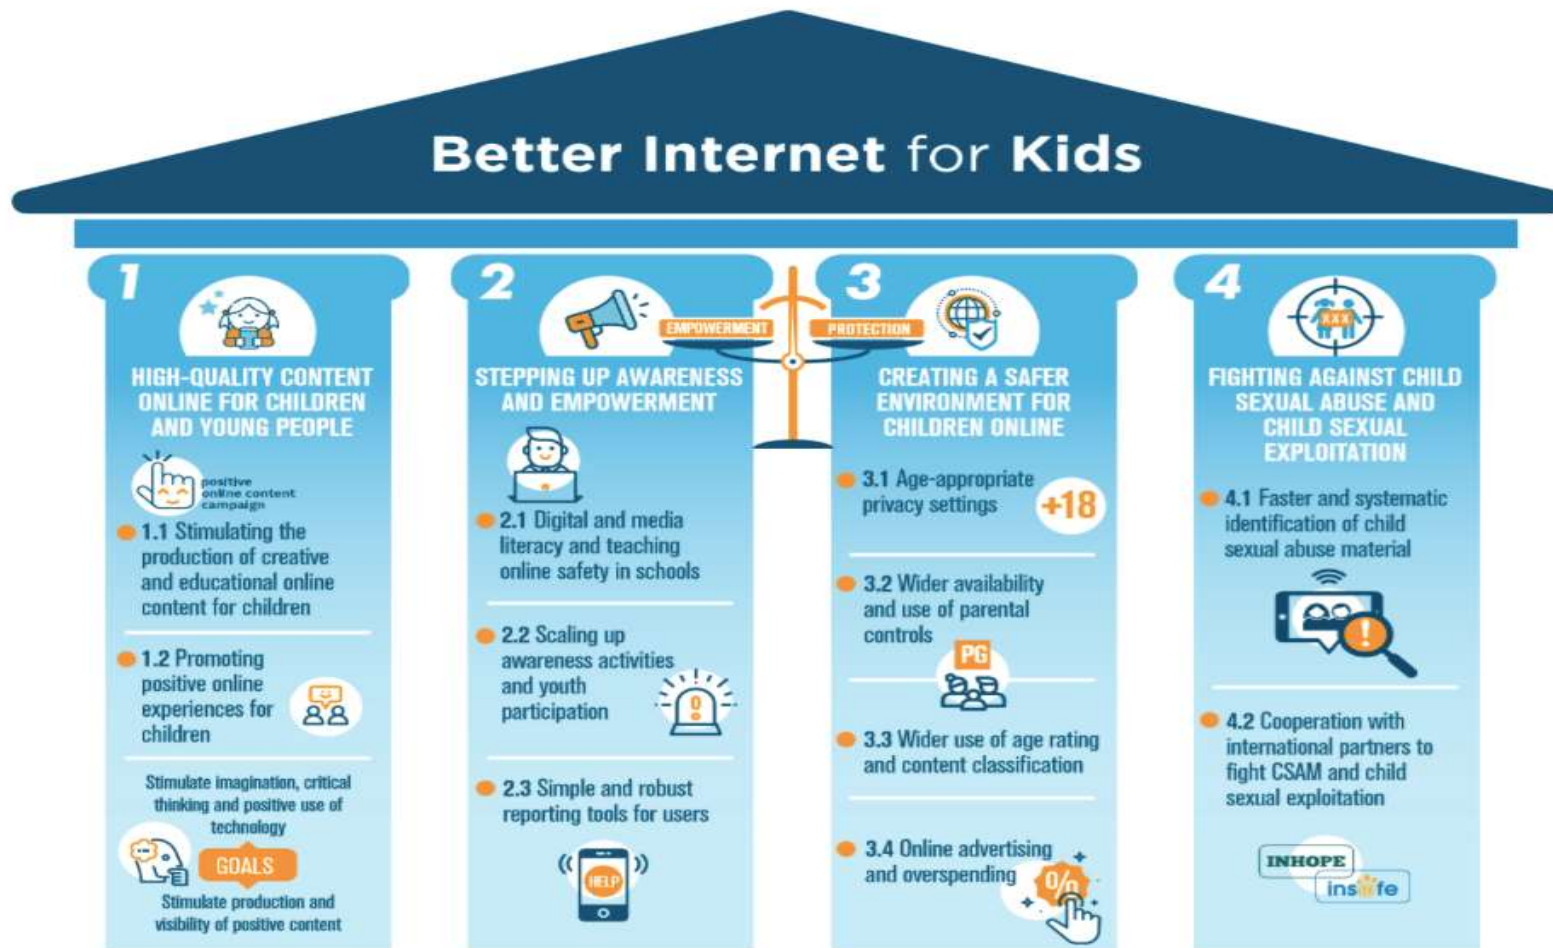 Better Internet for Kids
1
HIGH-QUALITY CONTENT
ONLINE FOR CHILDREN
AND YOUNG PEOPLE
positive
online content
campaign
1.1 Stimulating the
production of creative
and educational online
content for children
1.2 Promoting
positive online
experiences for
children
Stimulate imagination, critical
thinking and positive use of
technology
GOALS
Stimulate production and
visibility of positive content
2
EMPOWERMENT
STEPPING UP AWARENESS
AND EMPOWERMENT
2.1 Digital and media
literacy and teaching
online safety in schools
2.2 Scaling up
awareness activities
and youth
participation
2.3 Simple and robust
reporting tools for users
HELP
3
PROTECTION
CREATING A SAFER
ENVIRONMENT FOR
CHILDREN ONLINE
3.1 Age-appropriate
privacy settings
+18
3.2 Wider availability
and use of parental
controls
PG
3.3 Wider use of age rating
and content classification
3.4 Online advertising
and overspending
%
4
XXX
FIGHTING AGAINST CHILD
SEXUAL ABUSE AND
CHILD SEXUAL
EXPLOITATION
4.1 Faster and systematic
identification of child
sexual abuse material
!
4.2 Cooperation with
international partners to
fight CSAM and child
sexual exploitation
INHOPE
insafe